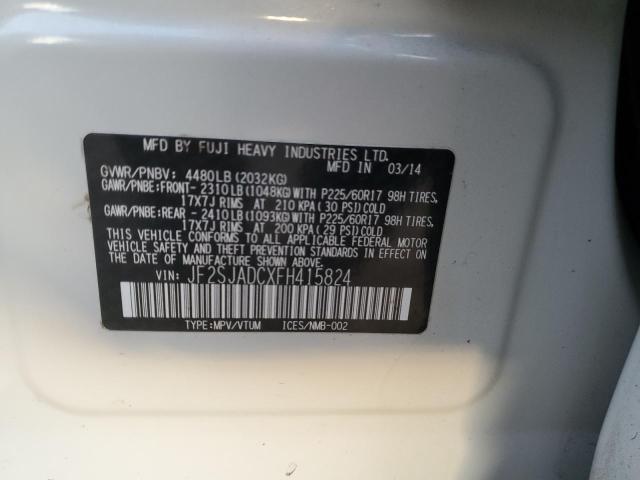 MFD BY FUJI HEAVY INDUSTRIES LTD.
MFD IN 03/14
GVWR/PNBV: 4480LB (2032KG)
GAWR/PNBE:FRONT-2310LB (1048KG) WITH P225/60R17 98H TIRES,
17X7J RIMS AT 210 KPA (30 PSI) COLD
GAWR/PNBE:REAR -2410LB (1093KG) WITH P225/60R17 98H TIRES,
17X7J RIMS AT 200 KPA (29 PSI) COLD
THIS VEHICLE CONFORMS TO ALL APPLICABLE FEDERAL MOTOR
VEHICLE SAFETY AND BUMPER STANDARDS IN EFFECT ON
THE DATE OF MANUFACTURE SHOWN ABOVE.
VIN: JF2SJADCXFH415824
TYPE:MPV/VTUM ICES/NMB-002